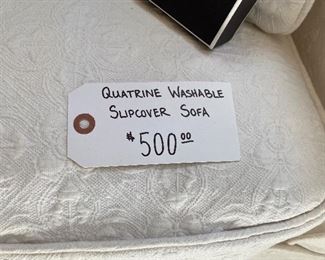 QUATRINE WASHABLE
SLIPCOVER SOFA
$500.00